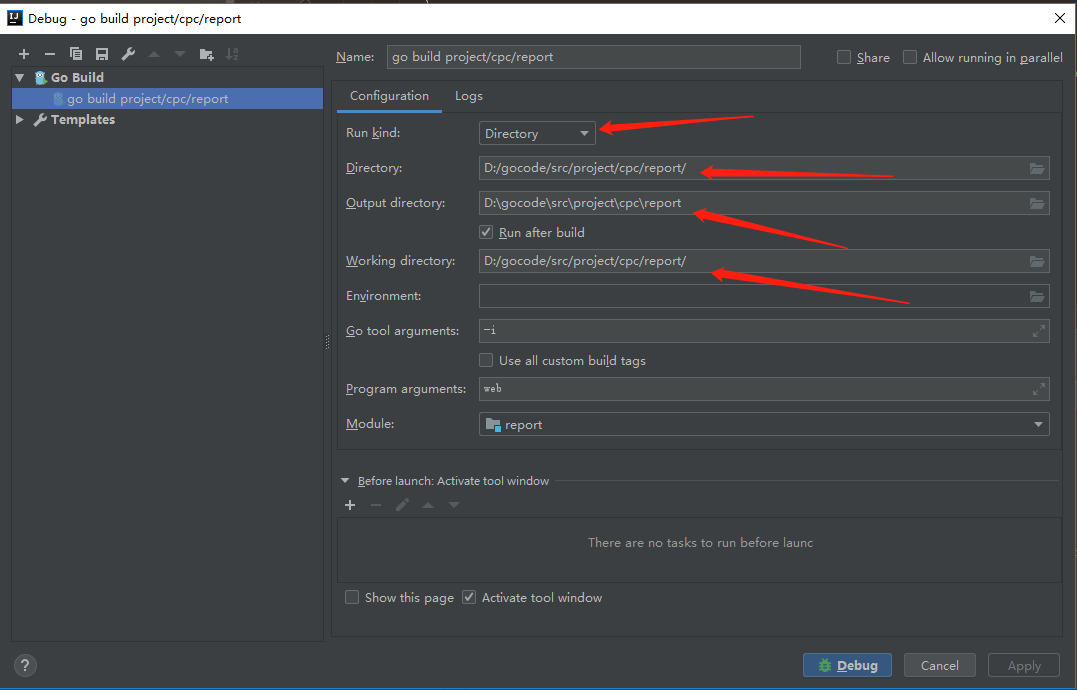 Debug - go build project/cpc/report
Name: go build project/cpc/report Share Allow running in parallel
Go Build
go build project/cpc/report
Templates
Configuration Logs
Run kind: Directory
Directory: D:/gocode/src/project/cpc/report/
Output directory: D:\gocode\src\project\cpc\report
Run after build
Working directory: D:/gocode/src/project/cpc/report/
Environment:
Go tool arguments: -i
Use all custom build tags
Program arguments: web
Module: report
Before launch: Activate tool window
There are no tasks to run before launc
Show this page Activate tool window
? Debug Cancel Apply